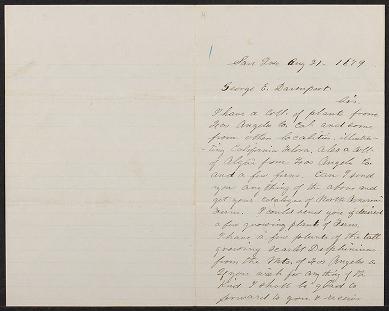 San Jose Aug 21 - 1879
George E. Davenport
Sir
I have a coll. of plants from
Los Angeles Co. Cal and some
from other localities, illustra-
ting California Flora, also a coll.
of Algae from Los Angeles Co.
and a few ferns. Can I send
you anything of the above and
get your catalogue of North American
Ferns. I could send you if desired
a few growing plants of Ferns,
I have a few plants of the tall
growing Scarlet Delphinium
from the Mts. of Los Angeles Co
If you wish for anything of the
kind I shall be glad to
forward to you & receive